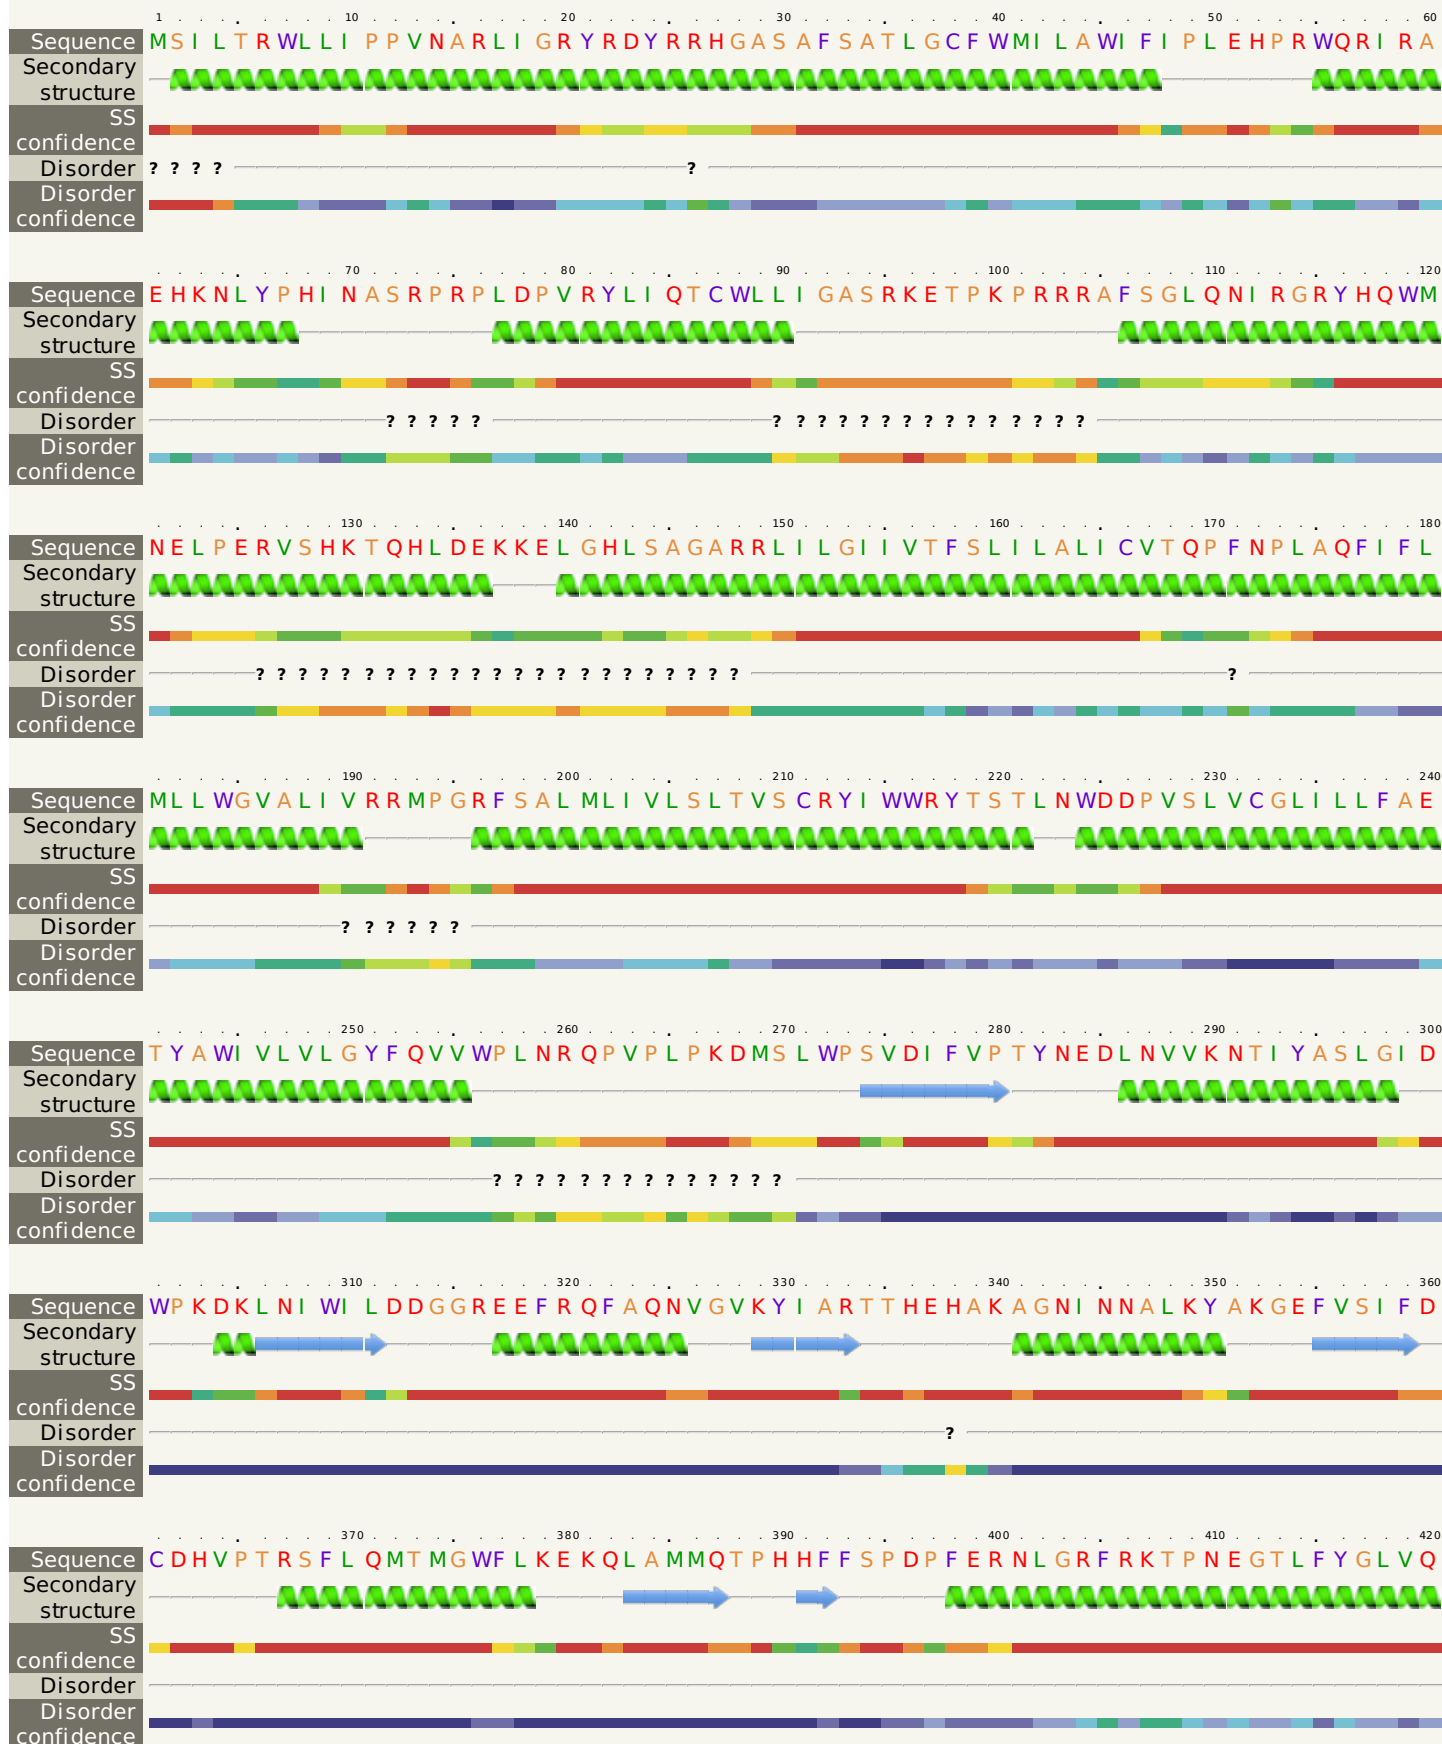 1 10 20 30 40 50 60
Sequence MSILTRWLLIPPVNARLIGRYRDYRRHGASAFSATLGCFWMILAWIFIPLEHPRWQRIRA
Secondary
structure
SS
confidence
Disorder ? ? ? ? ?
Disorder
confidence
70 80 90 100 110 120
Sequence EHKNLYPHINASRPRPLDPVRYLIQTCWLLIGASRKETPKPRRRAFSGLQNIRGRYHQWM
Secondary
structure
SS
confidence
Disorder ? ? ? ? ? ? ? ? ? ? ? ? ? ? ? ? ? ? ? ?
Disorder
confidence
130 140 150 160 170 180
Sequence NELPERVSHKTQHLDEKKELGHLSAGARRLILGIIVTFSLILALICVTQPFNPLAQFIFL
Secondary
structure
SS
confidence
Disorder ? ? ? ? ? ? ? ? ? ? ? ? ? ? ? ? ? ? ? ? ? ? ? ?
Disorder
confidence
190 200 210 220 230 240
Sequence MLLWGVALIVRRMPGRFSALMLIVLSLTVSCRYIWWRYTSTLNWDDPVSLVCGLILLFAE
Secondary
structure
SS
confidence
Disorder ? ? ? ? ? ?
Disorder
confidence
250 260 270 280 290 300
Sequence TYAWIVLVLGYFQVVWPLNRQPVPLPKDMSLWPSVDIFVPTYNEDLNVVKNTIYASLGID
Secondary
structure
SS
confidence
Disorder ? ? ? ? ? ? ? ? ? ? ? ? ? ?
Disorder
confidence
310 320 330 340 350 360
Sequence WPKDKLNIWILDDGGREEFRQFAQNVGVKYIARTTHEHAKAGNINNALKYAKGEFVSIFD
Secondary
structure
SS
confidence
Disorder ?
Disorder
confidence
370 380 390 400 410 420
Sequence CDHVPTRSFLQMTMGWFLKEKQLAMMQTPHHFFSPDPFERNLGRFRKTPNEGTLFYGLVQ
Secondary
structure
SS
confidence
Disorder
Disorder
confidence